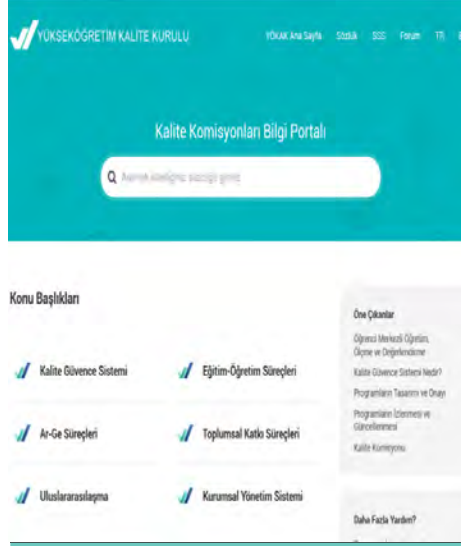 YÜKSEKÖĞRETİM KALİTE KURULU
YÖKAK Ana Sayfa Sözlük SSS Forum TR
Kalite Komisyonları Bilgi Portalı
Konu Başlıkları
Kalite Güvence Sistemi
Eğitim-Öğretim Süreçleri
Ar-Ge Süreçleri
Toplumsal Katkı Süreçleri
Uluslararasılaşma
Kurumsal Yönetim Sistemi
Öne Çıkanlar
Öğrenci Merkezli Öğretim,
Ölçme ve Değerlendirme
Kalite Güvence Sistemi Nedir?
Programların Tasarımı ve Onayı
Programların İzlenmesi ve
Güncellenmesi
Kalite Komisyonu
Daha Fazla Yardım?